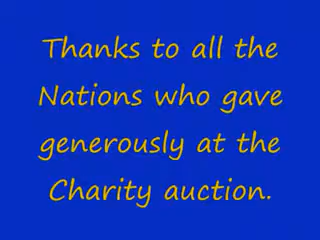 Thanks to all the
Nations who gave
generously at the
Charity auction.